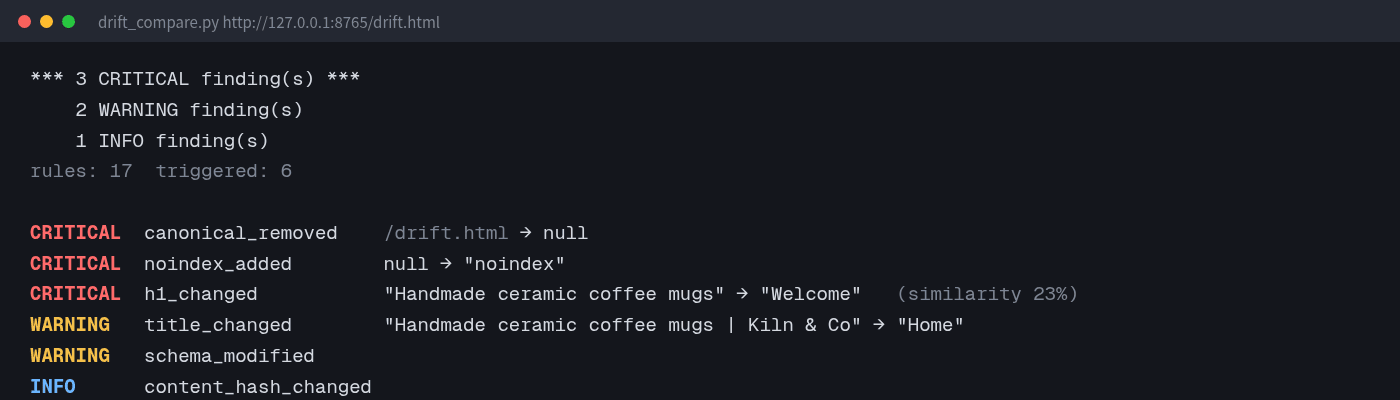 drift_compare.py http://127.0.0.1:8765/drift.html
*** 3 CRITICAL finding(s) ***
2 WARNING finding(s)
1 INFO finding(s)
rules: 17 triggered: 6
CRITICAL canonical_removed /drift.html → null
CRITICAL noindex_added null → "noindex"
CRITICAL h1_changed "Handmade ceramic coffee mugs" → "Welcome" (similarity 23%)
WARNING title_changed "Handmade ceramic coffee mugs | Kiln & Co" → "Home"
WARNING schema_modified
INFO content_hash_changed